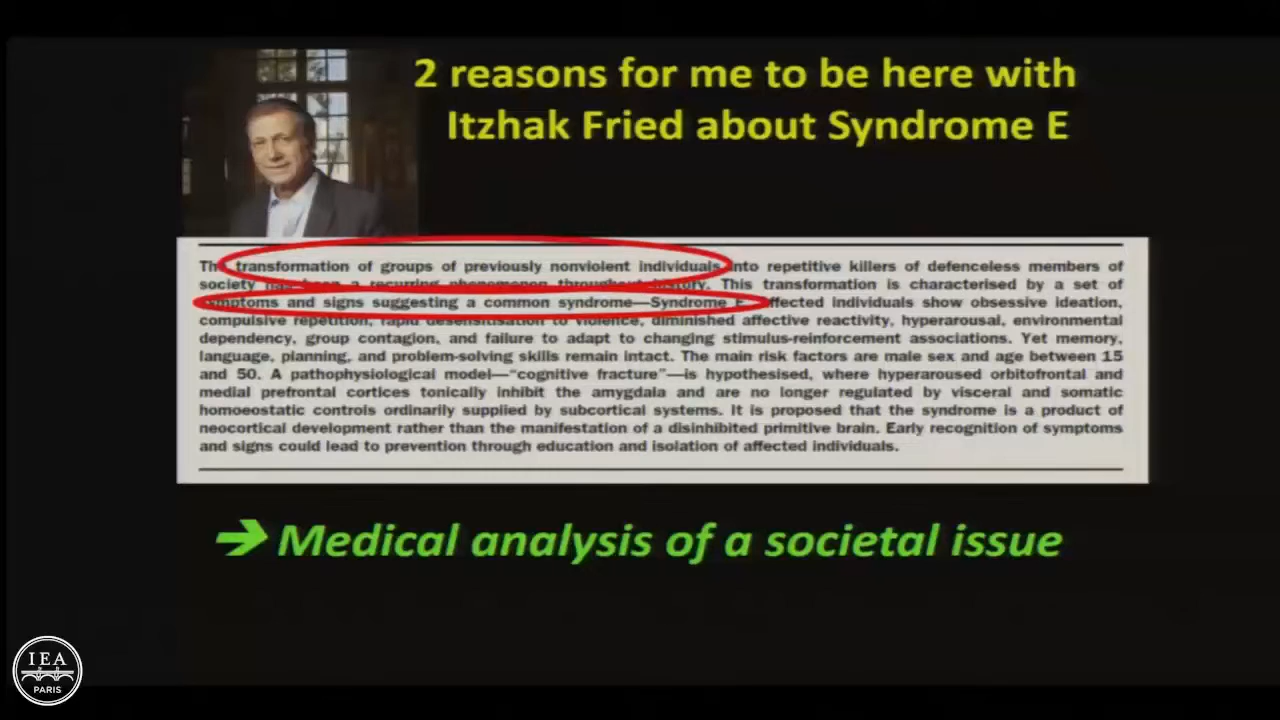 2 reasons for me to be here with
Itzhak Fried about Syndrome E
The transformation of groups of previously nonviolent individuals into repetitive killers of defenceless members of
society has been a recurring phenomenon throughout history. This transformation is characterised by a set of
symptoms and signs suggesting a common syndrome—Syndrome E. Affected individuals show obsessive ideation,
compulsive repetition, rapid desensitisation to violence, diminished affective reactivity, hyperarousal, environmental
dependency, group contagion, and failure to adapt to changing stimulus-reinforcement associations. Yet memory,
language, planning, and problem-solving skills remain intact. The main risk factors are male sex and age between 15
and 50. A pathophysiological model—“cognitive fracture”—is hypothesised, where hyperaroused orbitofrontal and
medial prefrontal cortices tonically inhibit the amygdala and are no longer regulated by visceral and somatic
homoeostatic controls ordinarily supplied by subcortical systems. It is proposed that the syndrome is a product of
neocortical development rather than the manifestation of a disinhibited primitive brain. Early recognition of symptoms
and signs could lead to prevention through education and isolation of affected individuals.
➔ Medical analysis of a societal issue
IEA
PARIS